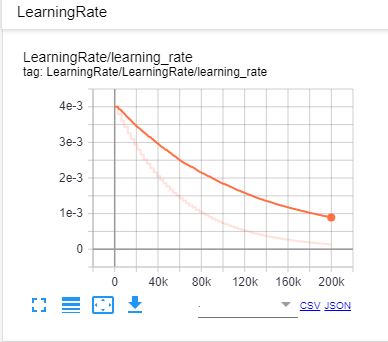 LearningRate
LearningRate/learning_rate
tag: LearningRate/LearningRate/learning_rate
4e-3
3e-3
2e-3
1e-3
0
0 40k 80k 120k 160k 200k
CSV JSON